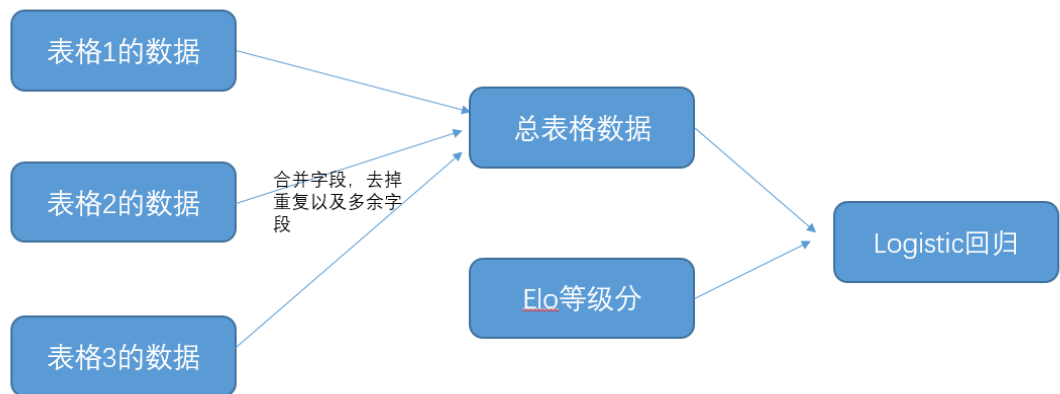 表格1的数据
总表格数据
表格2的数据
合并字段，去掉
重复以及多余字
段
Logistic回归
Elo等级分
表格3的数据